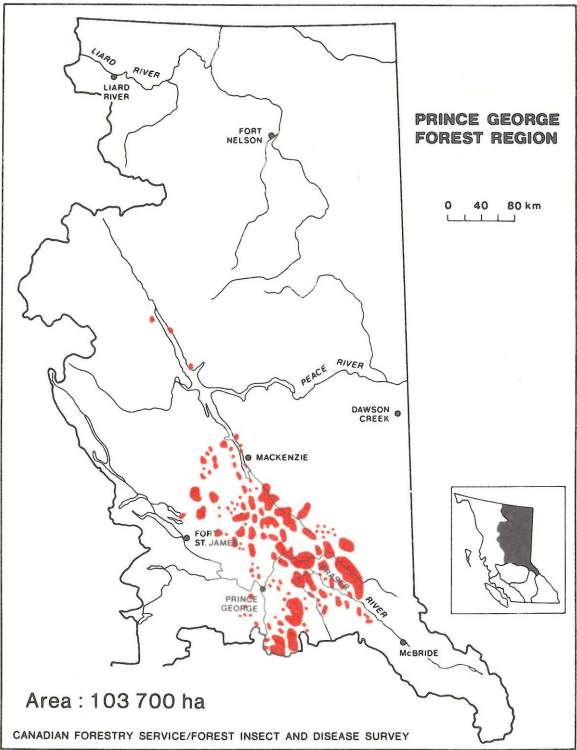 LIARD RIVER
LIARD
RIVER
FORT
NELSON
PRINCE GEORGE
FOREST REGION
0 40 80 km
PEACE RIVER
DAWSON
CREEK
MACKENZIE
FORT
ST. JAMES
FRASER RIVER
PRINCE
GEORGE
McBRIDE
Area : 103 700 ha
CANADIAN FORESTRY SERVICE/FOREST INSECT AND DISEASE SURVEY